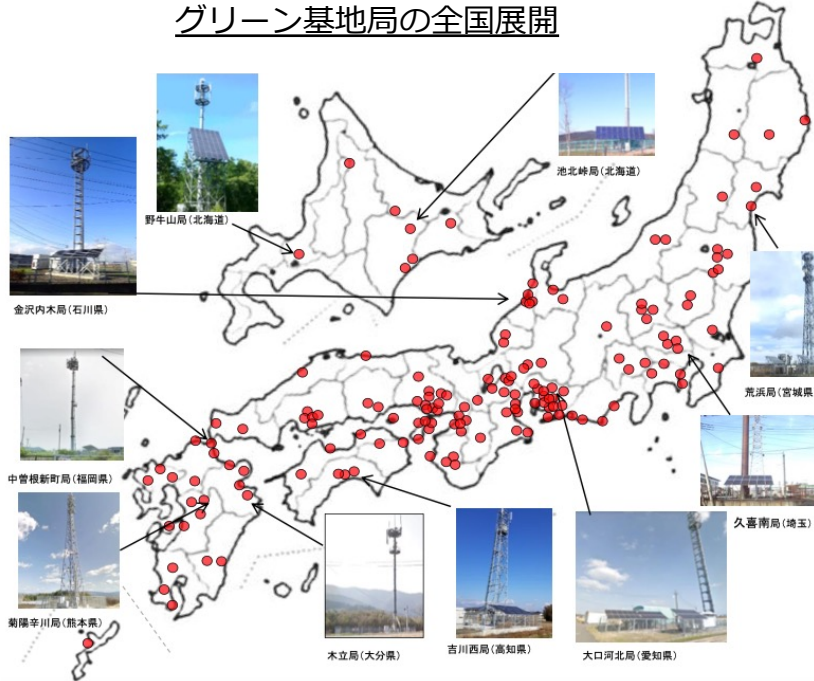 グリーン基地局の全国展開
池北峠局(北海道)
野牛山局(北海道)
金沢内木局(石川県)
荒浜局(宮城県
中曽根新町局(福岡県)
久喜南局(埼玉)
菊陽辛川局(熊本県)
木立局(大分県)
吉川西局(高知県)
大口河北局(愛知県)